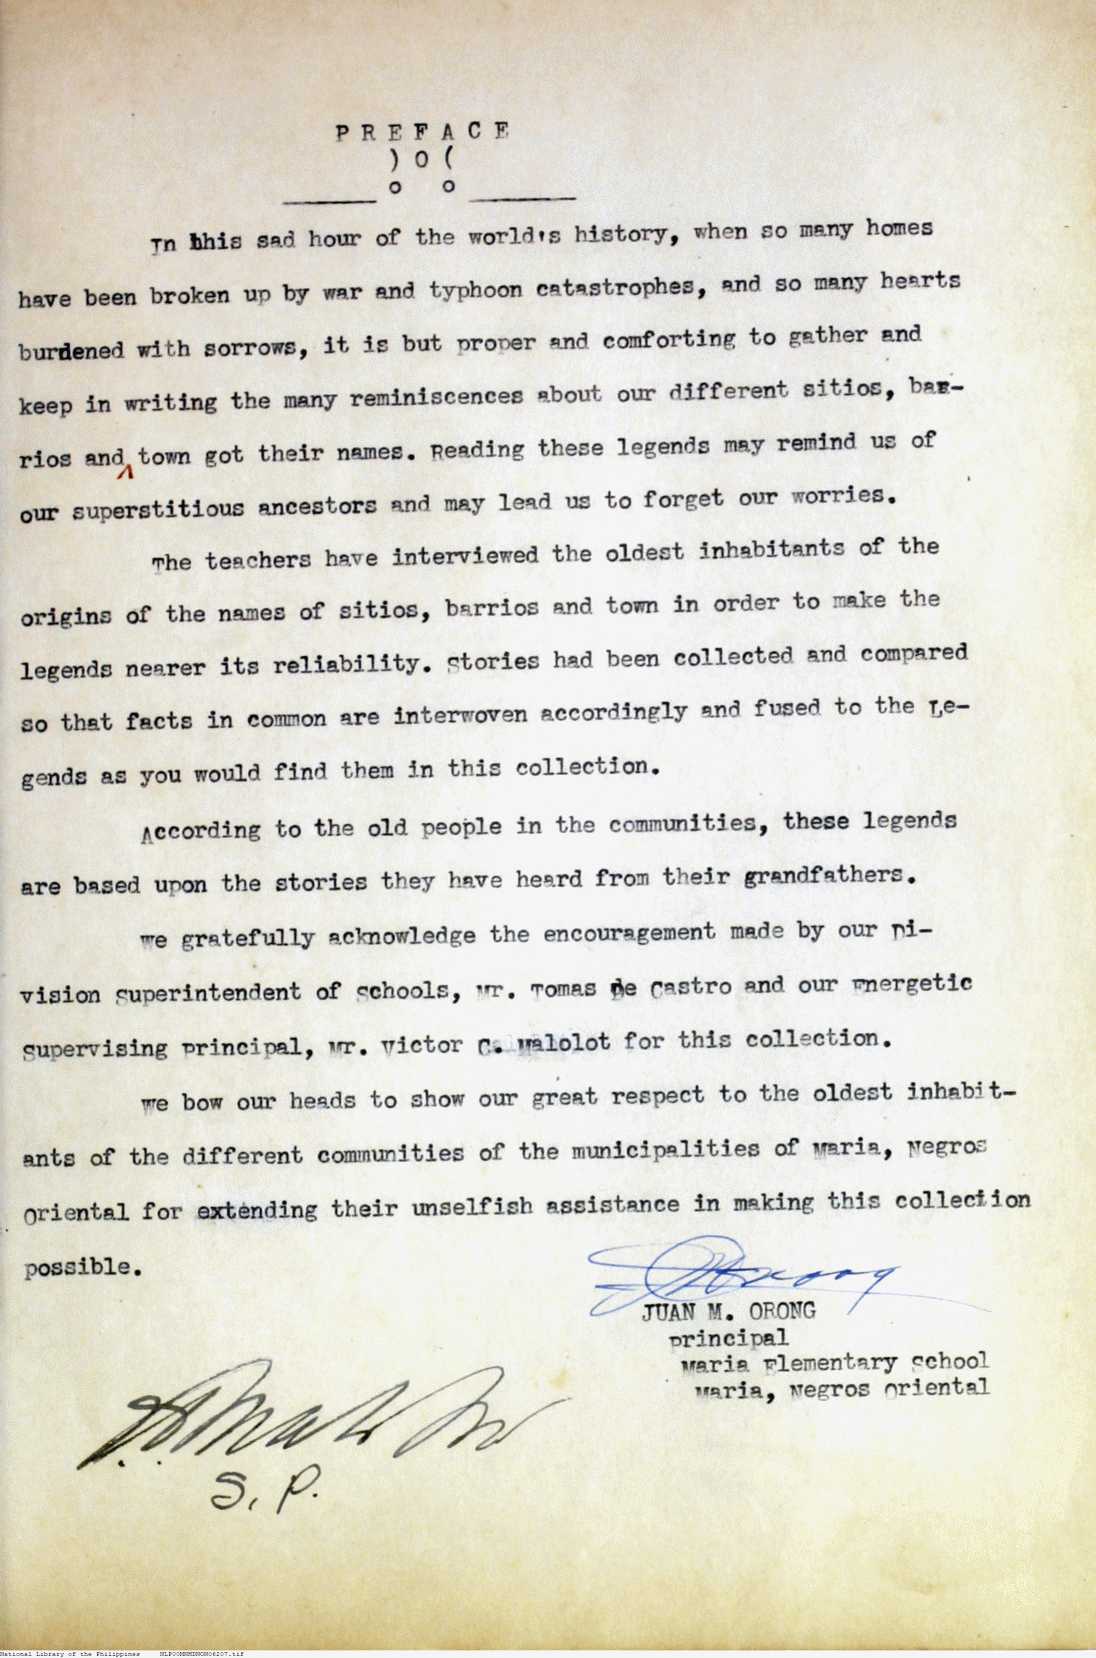 PREFACE
)o(
o o
In this sad hour of the world's history, when so many homes
have been broken up by war and typhoon catastrophes, and so many hearts
burdened with sorrows, it is but proper and comforting to gather and
keep in writing the many reminiscences about our different sitios, bar-
rios and town got their names. Reading these legends may remind us of
our superstitious ancestors and may lead us to forget our worries.
The teachers have interviewed the oldest inhabitants of the
origins of the names of sitios, barrios and town in order to make the
legends nearer its reliability. Stories had been collected and compared
so that facts in common are interwoven accordingly and fused to the Le-
gends as you would find them in this collection.
According to the old people in the communities, these legends
are based upon the stories they have heard from their grandfathers.
We gratefully acknowledge the encouragement made by our Di-
vision Superintendent of Schools, Mr. Tomas De Castro and our Energetic
Supervising Principal, Mr. Victor C. Malolot for this collection.
We bow our heads to show our great respect to the oldest inhabit-
ants of the different communities of the municipalities of Maria, Negros
Oriental for extending their unselfish assistance in making this collection
possible.
JUAN M. ORONG
Principal
Maria Elementary School
Maria, Negros Oriental
S. P.
National Library of the Philippines